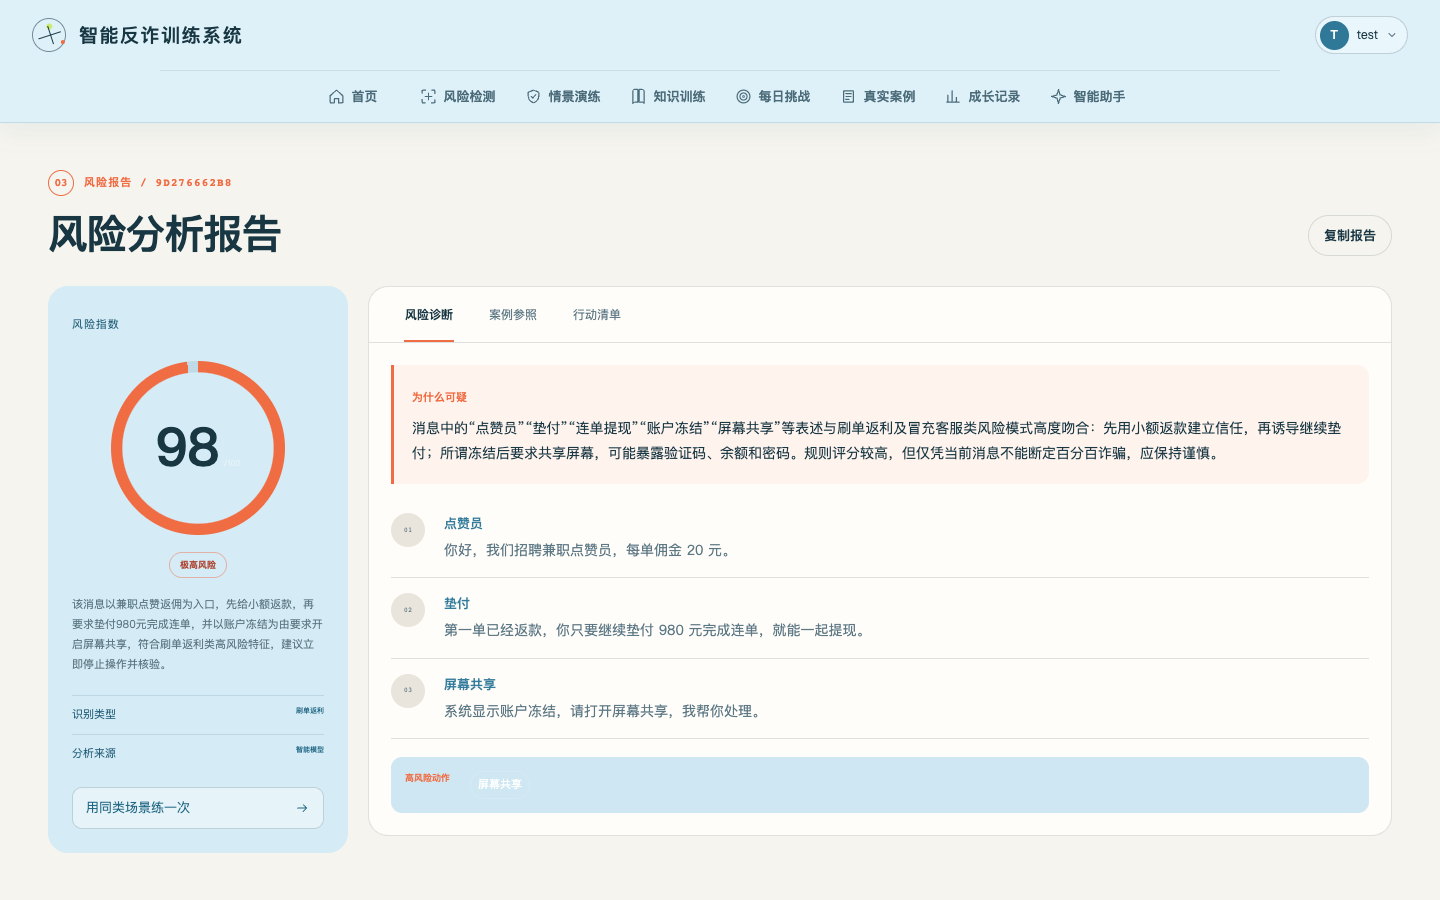 智能反诈训练系统
T test
首页 风险检测 情景演练 知识训练 每日挑战 真实案例 成长记录 智能助手
03 风险报告 / 9D276662B8
风险分析报告
复制报告
风险指数
98 /100
极高风险
该消息以兼职点赞返佣为入口，先给小额返款，再
要求垫付980元完成连单，并以账户冻结为由要求开
启屏幕共享，符合刷单返利类高风险特征，建议立
即停止操作并核验。
识别类型 刷单返利
分析来源 智能模型
用同类场景练一次
风险诊断 案例参照 行动清单
为什么可疑
消息中的“点赞员”“垫付”“连单提现”“账户冻结”“屏幕共享”等表述与刷单返利及冒充客服类风险模式高度吻合：先用小额返款建立信任，再诱导继续垫
付；所谓冻结后要求共享屏幕，可能暴露验证码、余额和密码。规则评分较高，但仅凭当前消息不能断定百分百诈骗，应保持谨慎。
01 点赞员
你好，我们招聘兼职点赞员，每单佣金 20 元。
02 垫付
第一单已经返款，你只要继续垫付 980 元完成连单，就能一起提现。
03 屏幕共享
系统显示账户冻结，请打开屏幕共享，我帮你处理。
高风险动作 屏幕共享